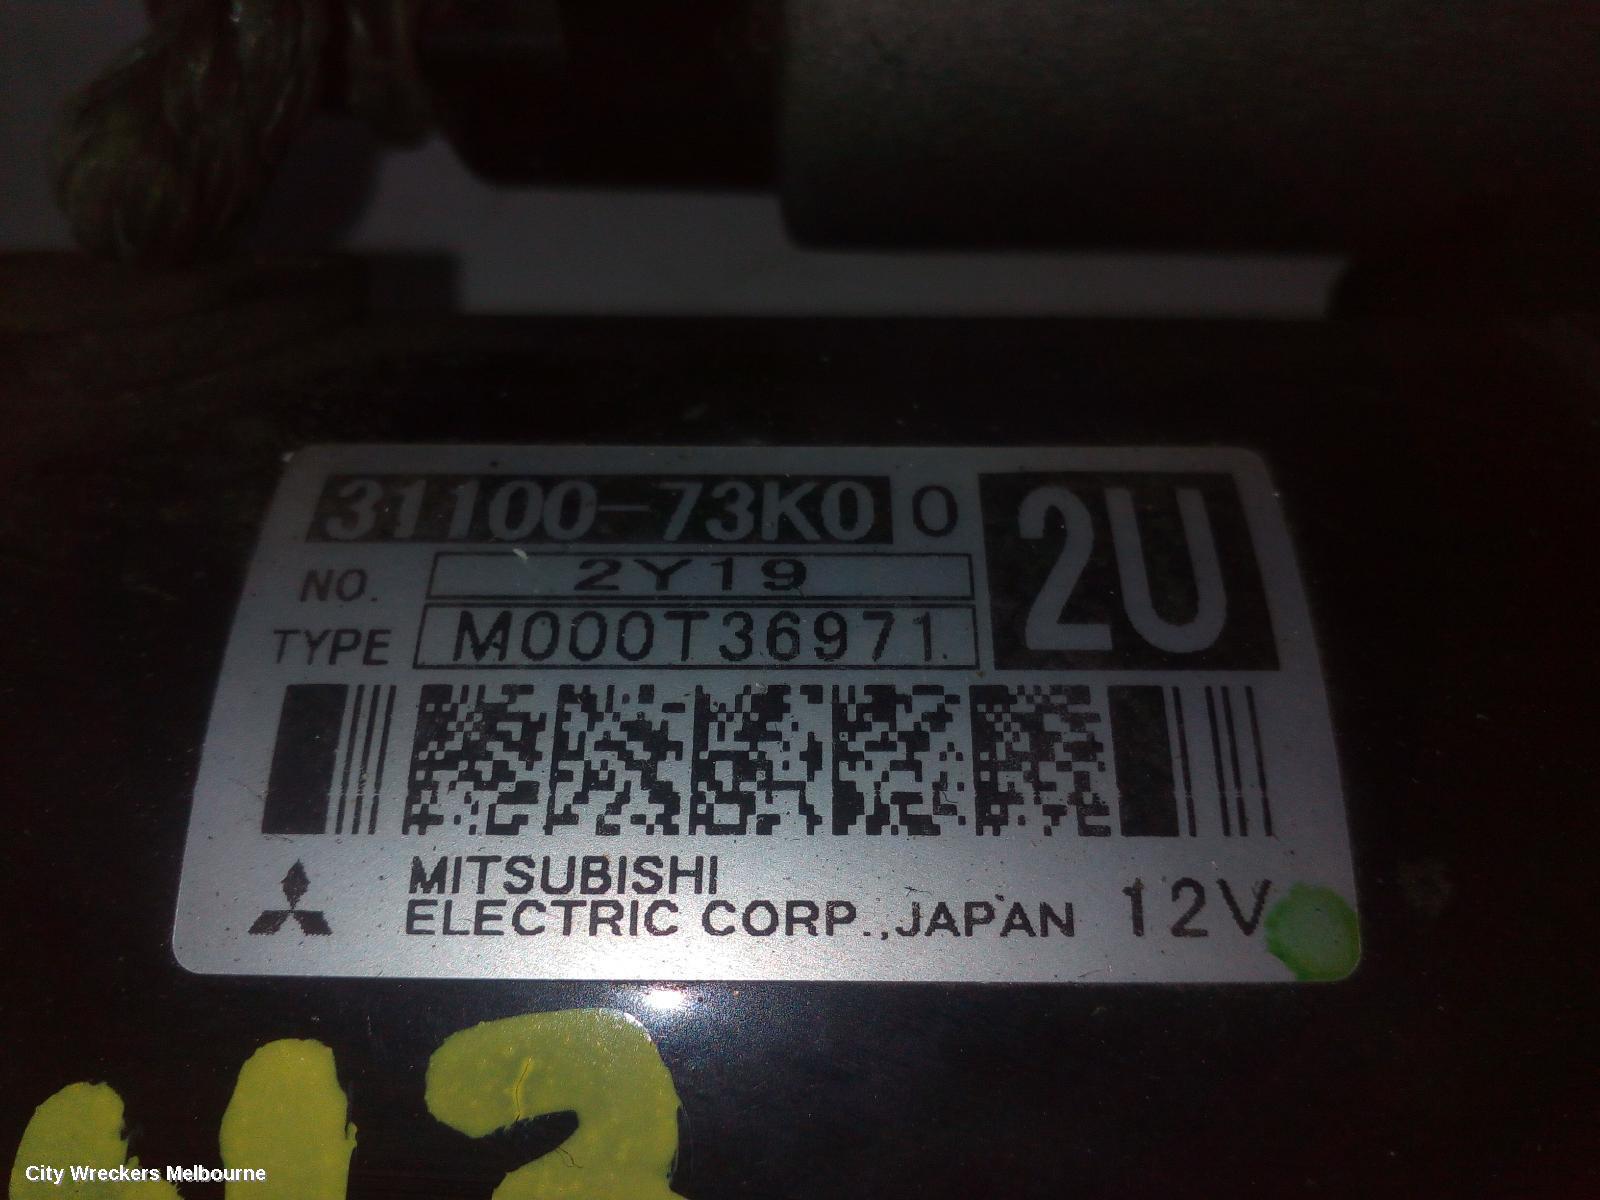 31100-73K0 0
2U
NO. 2Y19
TYPE M000T36971
MITSUBISHI
ELECTRIC CORP., JAPAN 12V
City Wreckers Melbourne